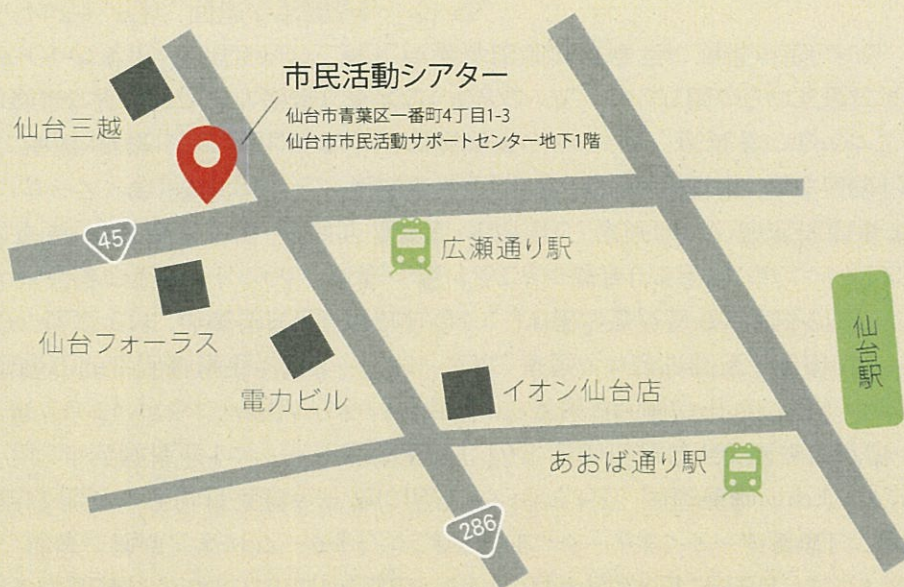 市民活動シアター
仙台市青葉区一番町4丁目1-3
仙台市市民活動サポートセンター地下1階
仙台三越
45
広瀬通り駅
仙台フォーラス
仙台駅
電力ビル
イオン仙台店
あおば通り駅
286